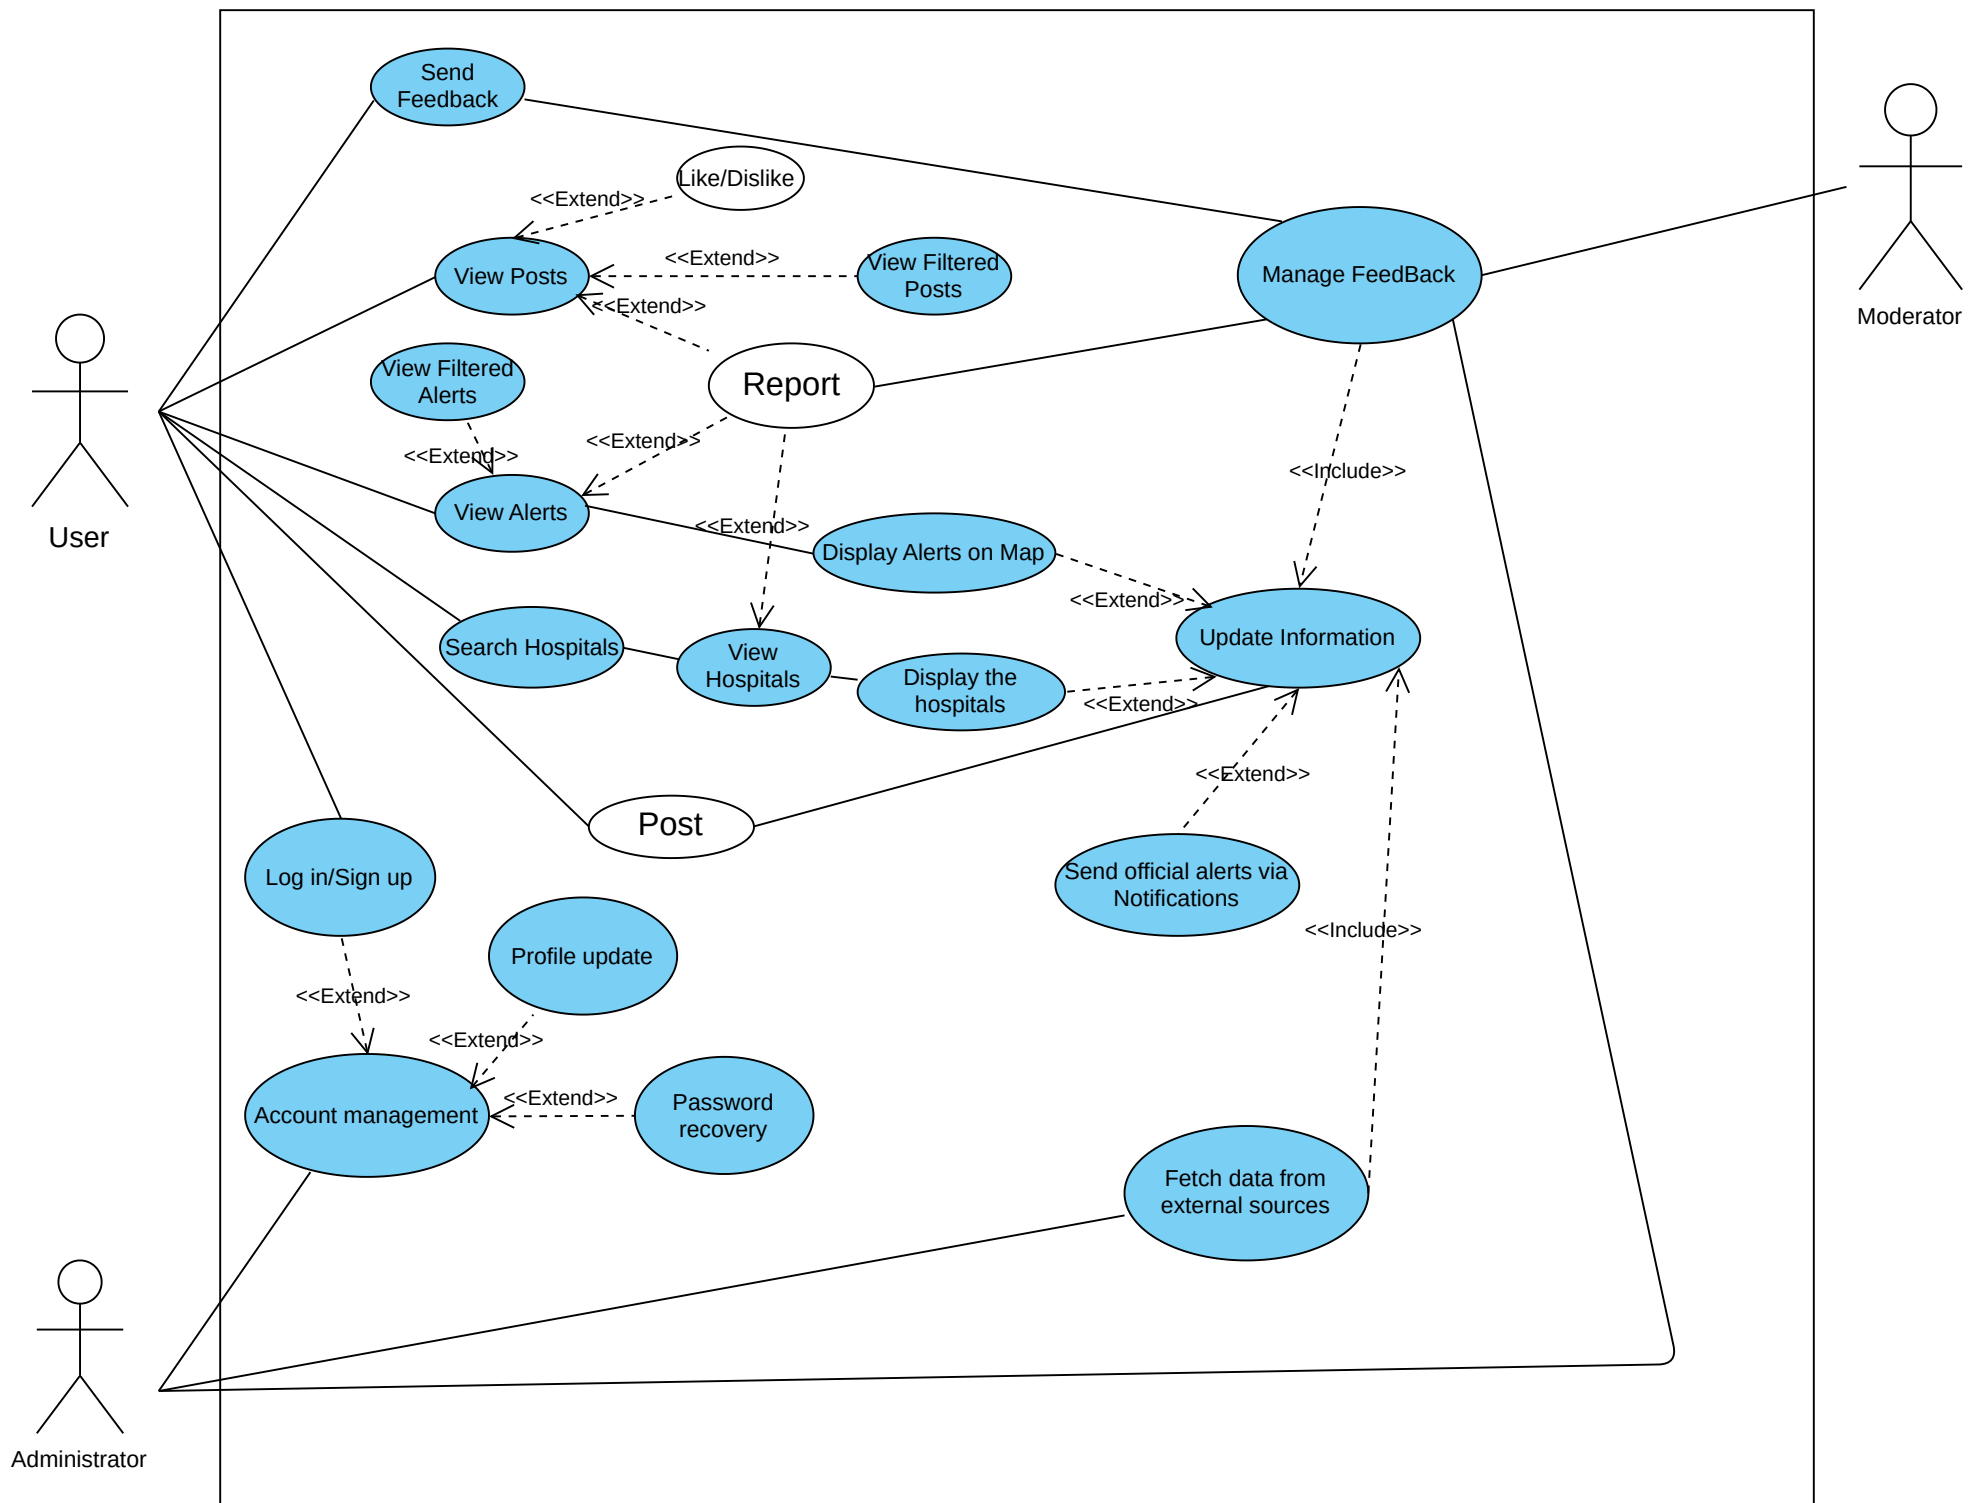 Send
Feedback
Like/Dislike
<<Extend>>
View Posts
<<Extend>>
View Filtered
Posts
<<Extend>>
Manage FeedBack
Moderator
User
View Filtered
Alerts
Report
<<Extend>>
<<Extend>>
<<Include>>
View Alerts
<<Extend>>
Display Alerts on Map
<<Extend>>
Update Information
Search Hospitals
View
Hospitals
Display the
hospitals
<<Extend>>
<<Extend>>
Post
Log in/Sign up
Send official alerts via
Notifications
<<Include>>
Profile update
<<Extend>>
<<Extend>>
<<Extend>>
Account management
Password
recovery
Fetch data from
external sources
Administrator